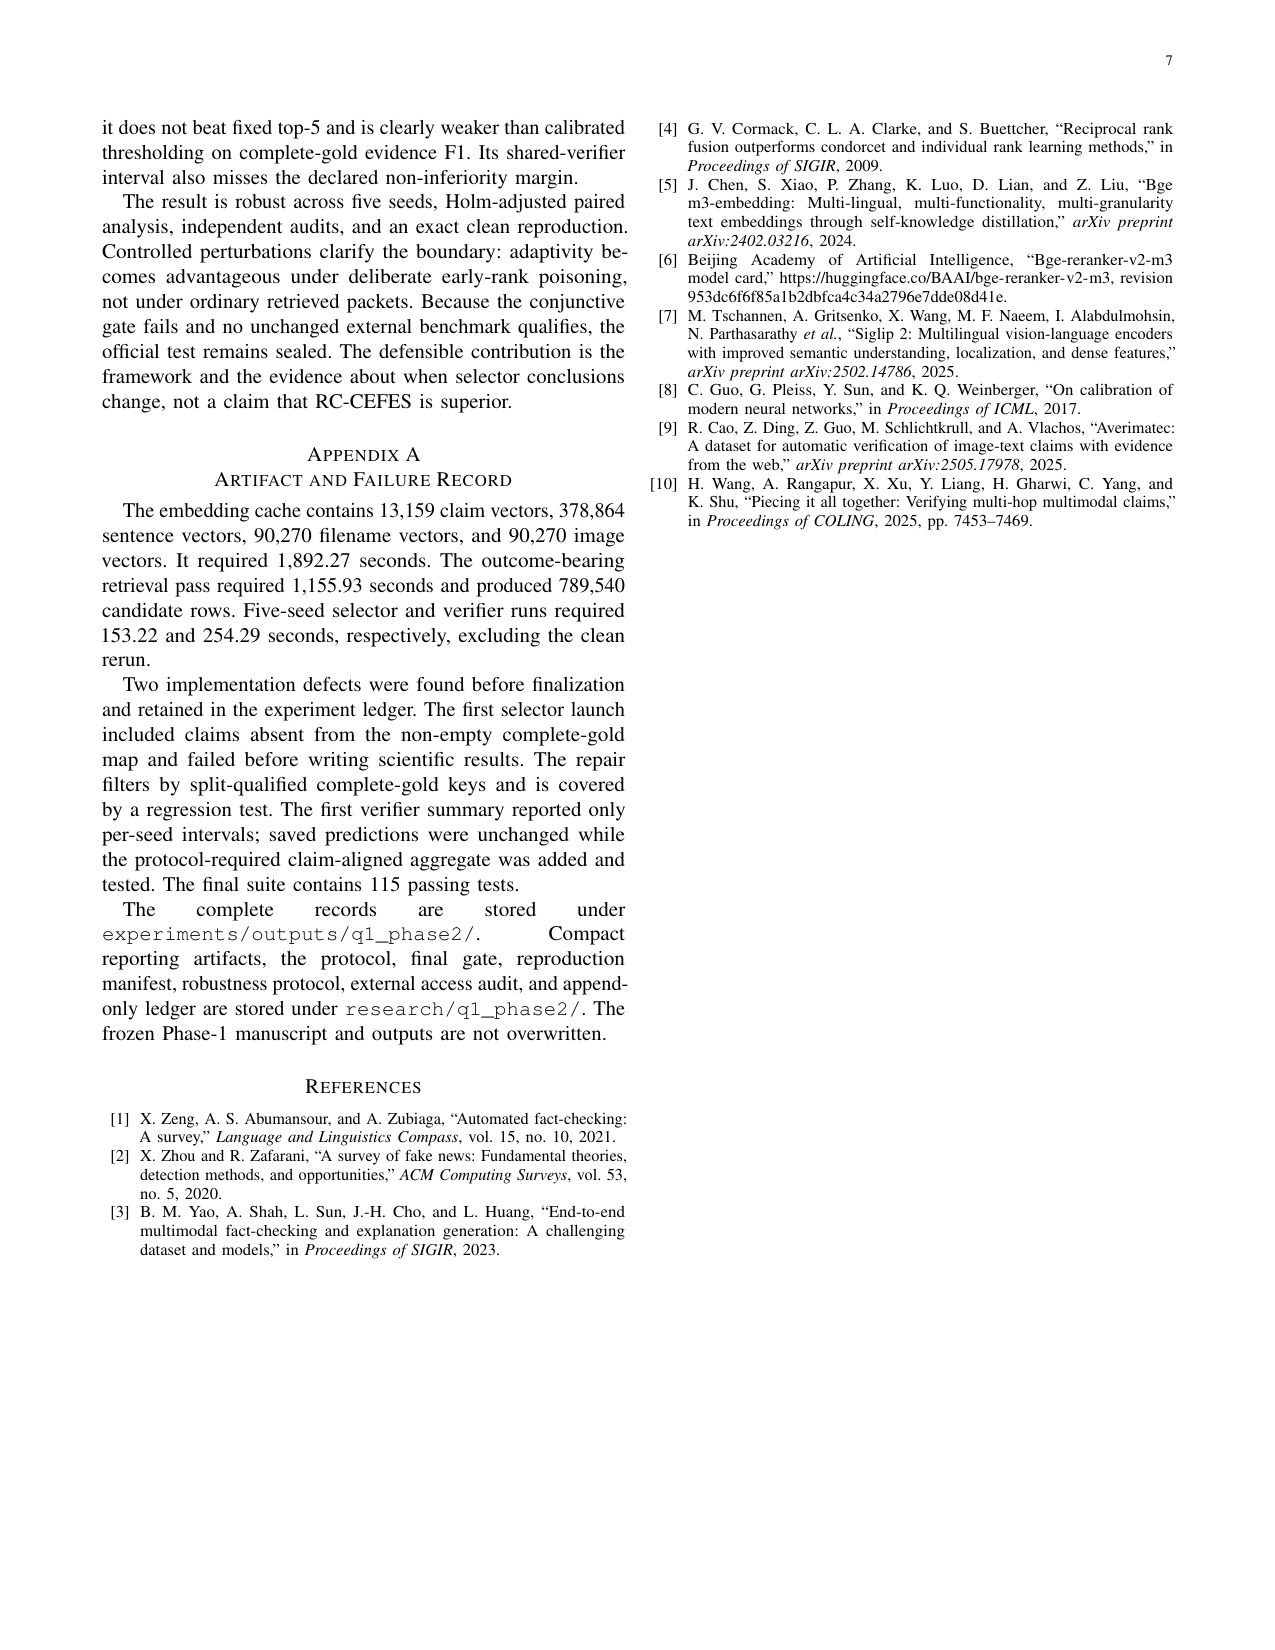 7
it does not beat fixed top-5 and is clearly weaker than calibrated
thresholding on complete-gold evidence F1. Its shared-verifier
interval also misses the declared non-inferiority margin.
The result is robust across five seeds, Holm-adjusted paired
analysis, independent audits, and an exact clean reproduction.
Controlled perturbations clarify the boundary: adaptivity be-
comes advantageous under deliberate early-rank poisoning,
not under ordinary retrieved packets. Because the conjunctive
gate fails and no unchanged external benchmark qualifies, the
official test remains sealed. The defensible contribution is the
framework and the evidence about when selector conclusions
change, not a claim that RC-CEFES is superior.
APPENDIX A
ARTIFACT AND FAILURE RECORD
The embedding cache contains 13,159 claim vectors, 378,864
sentence vectors, 90,270 filename vectors, and 90,270 image
vectors. It required 1,892.27 seconds. The outcome-bearing
retrieval pass required 1,155.93 seconds and produced 789,540
candidate rows. Five-seed selector and verifier runs required
153.22 and 254.29 seconds, respectively, excluding the clean
rerun.
Two implementation defects were found before finalization
and retained in the experiment ledger. The first selector launch
included claims absent from the non-empty complete-gold
map and failed before writing scientific results. The repair
filters by split-qualified complete-gold keys and is covered
by a regression test. The first verifier summary reported only
per-seed intervals; saved predictions were unchanged while
the protocol-required claim-aligned aggregate was added and
tested. The final suite contains 115 passing tests.
The complete records are stored under
experiments/outputs/q1_phase2/. Compact
reporting artifacts, the protocol, final gate, reproduction
manifest, robustness protocol, external access audit, and append-
only ledger are stored under research/q1_phase2/. The
frozen Phase-1 manuscript and outputs are not overwritten.
REFERENCES
[1] X. Zeng, A. S. Abumansour, and A. Zubiaga, “Automated fact-checking:
A survey,” Language and Linguistics Compass, vol. 15, no. 10, 2021.
[2] X. Zhou and R. Zafarani, “A survey of fake news: Fundamental theories,
detection methods, and opportunities,” ACM Computing Surveys, vol. 53,
no. 5, 2020.
[3] B. M. Yao, A. Shah, L. Sun, J.-H. Cho, and L. Huang, “End-to-end
multimodal fact-checking and explanation generation: A challenging
dataset and models,” in Proceedings of SIGIR, 2023.
[4] G. V. Cormack, C. L. A. Clarke, and S. Buettcher, “Reciprocal rank
fusion outperforms condorcet and individual rank learning methods,” in
Proceedings of SIGIR, 2009.
[5] J. Chen, S. Xiao, P. Zhang, K. Luo, D. Lian, and Z. Liu, “Bge
m3-embedding: Multi-lingual, multi-functionality, multi-granularity
text embeddings through self-knowledge distillation,” arXiv preprint
arXiv:2402.03216, 2024.
[6] Beijing Academy of Artificial Intelligence, “Bge-reranker-v2-m3
model card,” https://huggingface.co/BAAI/bge-reranker-v2-m3, revision
953dc6f6f85a1b2dbfca4c34a2796e7dde08d41e.
[7] M. Tschannen, A. Gritsenko, X. Wang, M. F. Naeem, I. Alabdulmohsin,
N. Parthasarathy et al., “Siglip 2: Multilingual vision-language encoders
with improved semantic understanding, localization, and dense features,”
arXiv preprint arXiv:2502.14786, 2025.
[8] C. Guo, G. Pleiss, Y. Sun, and K. Q. Weinberger, “On calibration of
modern neural networks,” in Proceedings of ICML, 2017.
[9] R. Cao, Z. Ding, Z. Guo, M. Schlichtkrull, and A. Vlachos, “Averimatec:
A dataset for automatic verification of image-text claims with evidence
from the web,” arXiv preprint arXiv:2505.17978, 2025.
[10] H. Wang, A. Rangapur, X. Xu, Y. Liang, H. Gharwi, C. Yang, and
K. Shu, “Piecing it all together: Verifying multi-hop multimodal claims,”
in Proceedings of COLING, 2025, pp. 7453–7469.